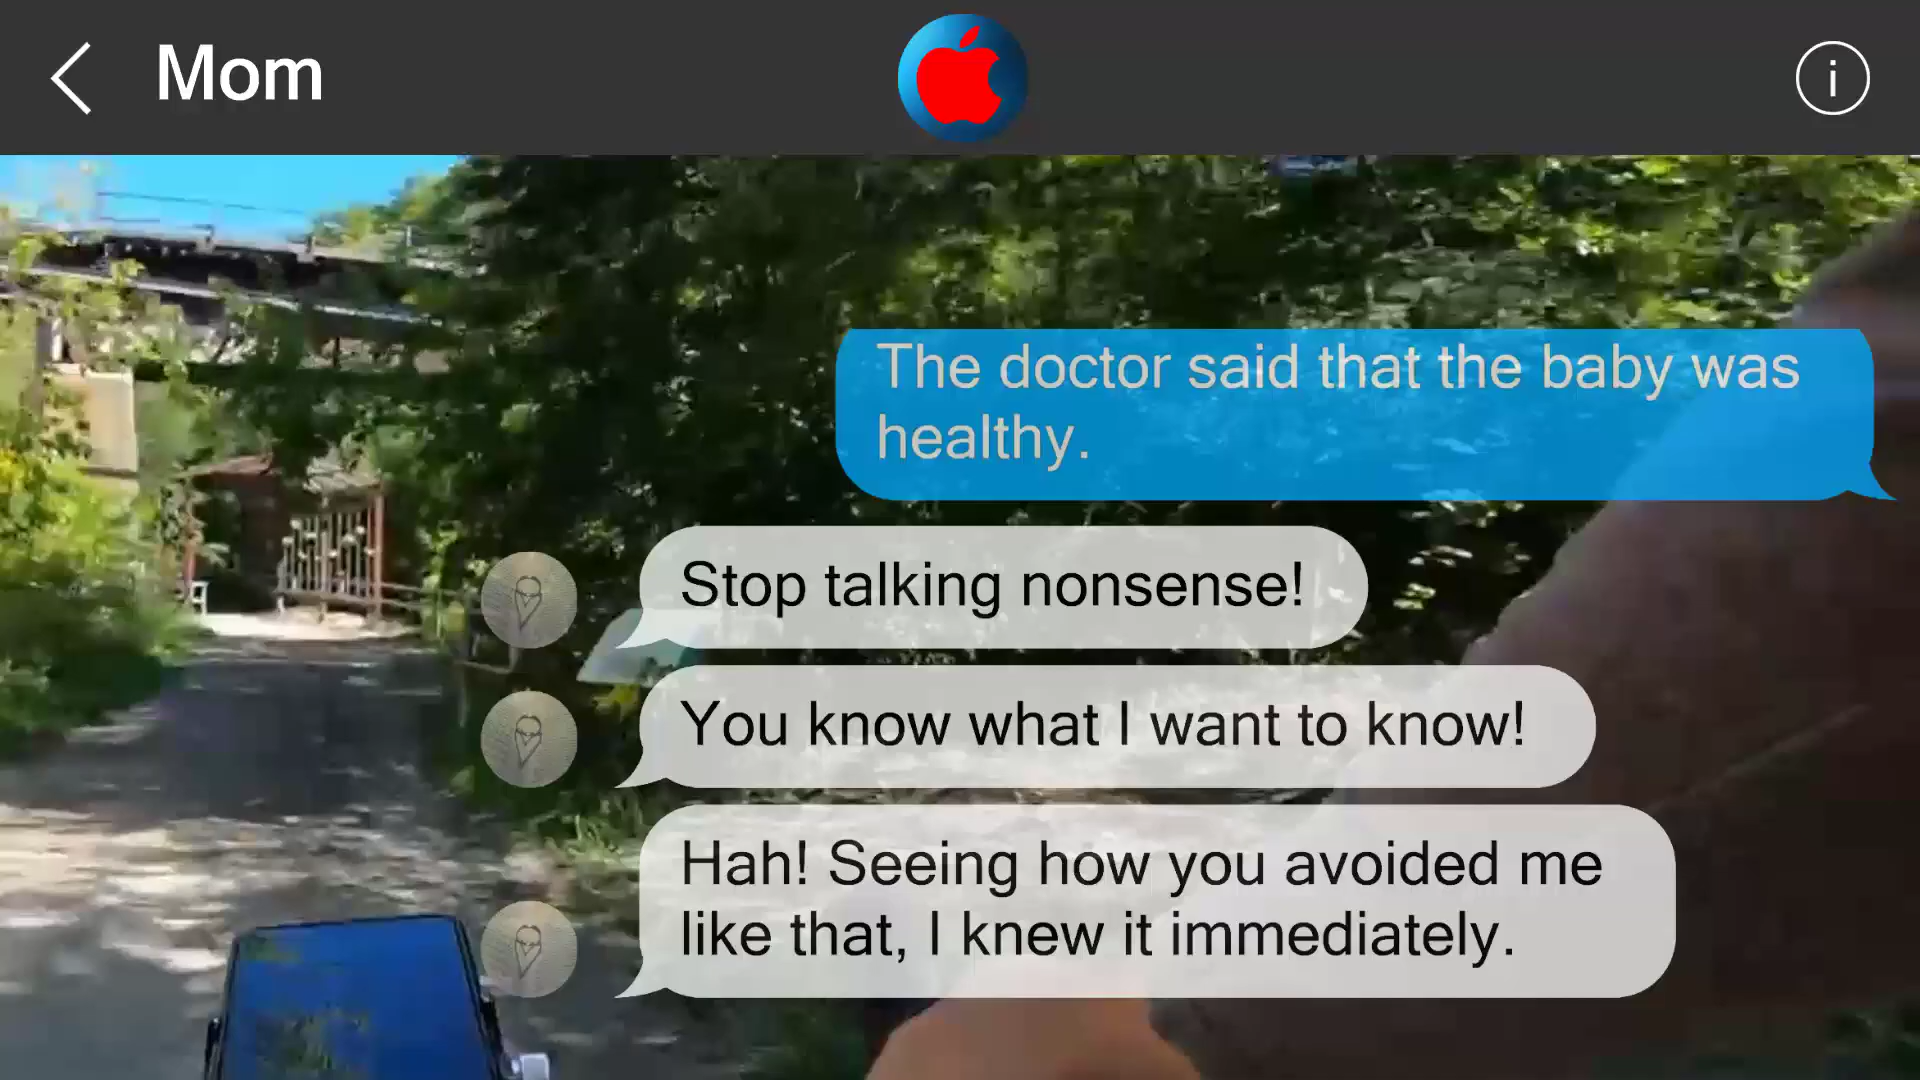 Mom
i
The doctor said that the baby was
healthy.
Stop talking nonsense!
You know what I want to know!
Hah! Seeing how you avoided me
like that, I knew it immediately.